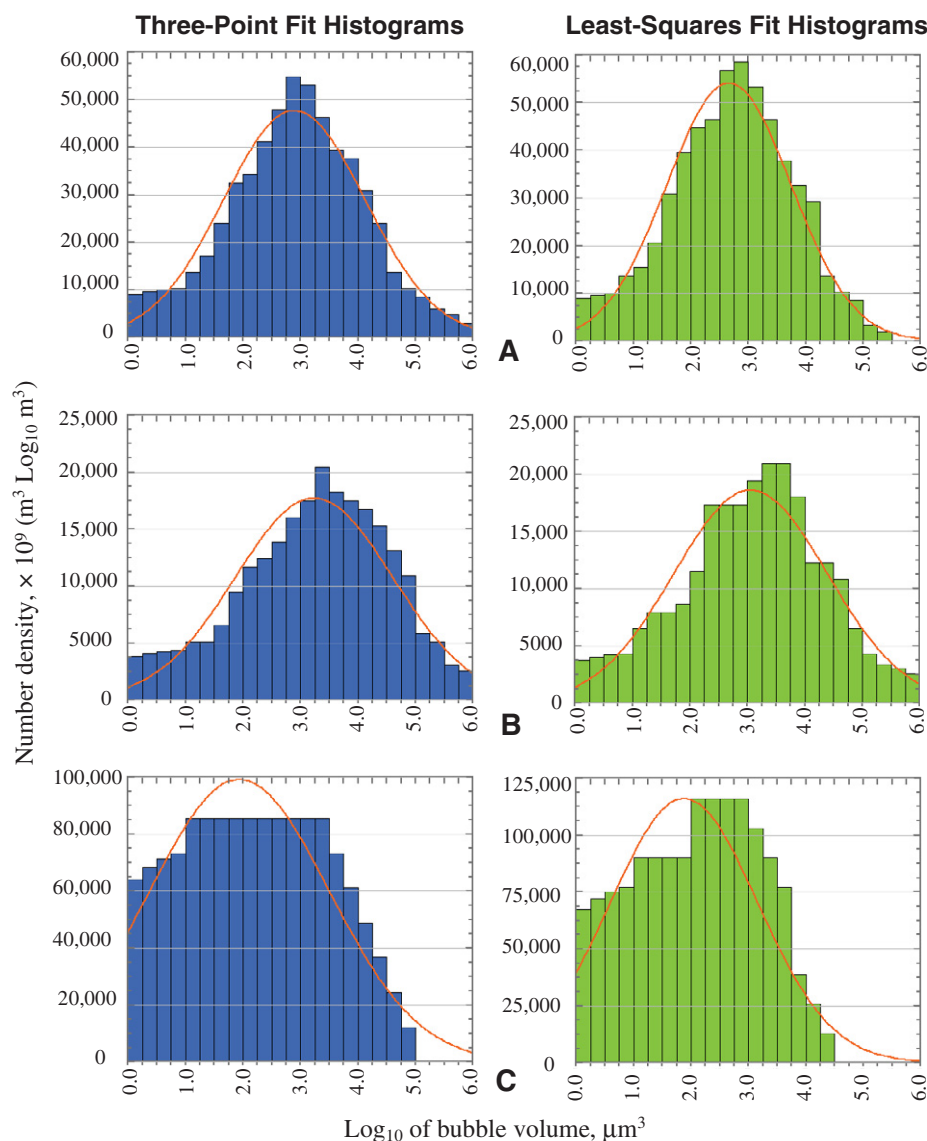 Three-Point Fit Histograms
Least-Squares Fit Histograms
60,000
50,000
40,000
30,000
20,000
10,000
0
0.0 1.0 2.0 3.0 4.0 5.0 6.0
60,000
50,000
40,000
30,000
20,000
10,000
0
0.0 1.0 2.0 3.0 4.0 5.0 6.0
A
Number density, × 10⁹ (m³ Log₁₀ m³)
25,000
20,000
15,000
10,000
5000
0
0.0 1.0 2.0 3.0 4.0 5.0 6.0
25,000
20,000
15,000
10,000
5000
0
0.0 1.0 2.0 3.0 4.0 5.0 6.0
B
100,000
80,000
60,000
40,000
20,000
0
0.0 1.0 2.0 3.0 4.0 5.0 6.0
125,000
100,000
75,000
50,000
25,000
0
0.0 1.0 2.0 3.0 4.0 5.0 6.0
C
Log₁₀ of bubble volume, μm³